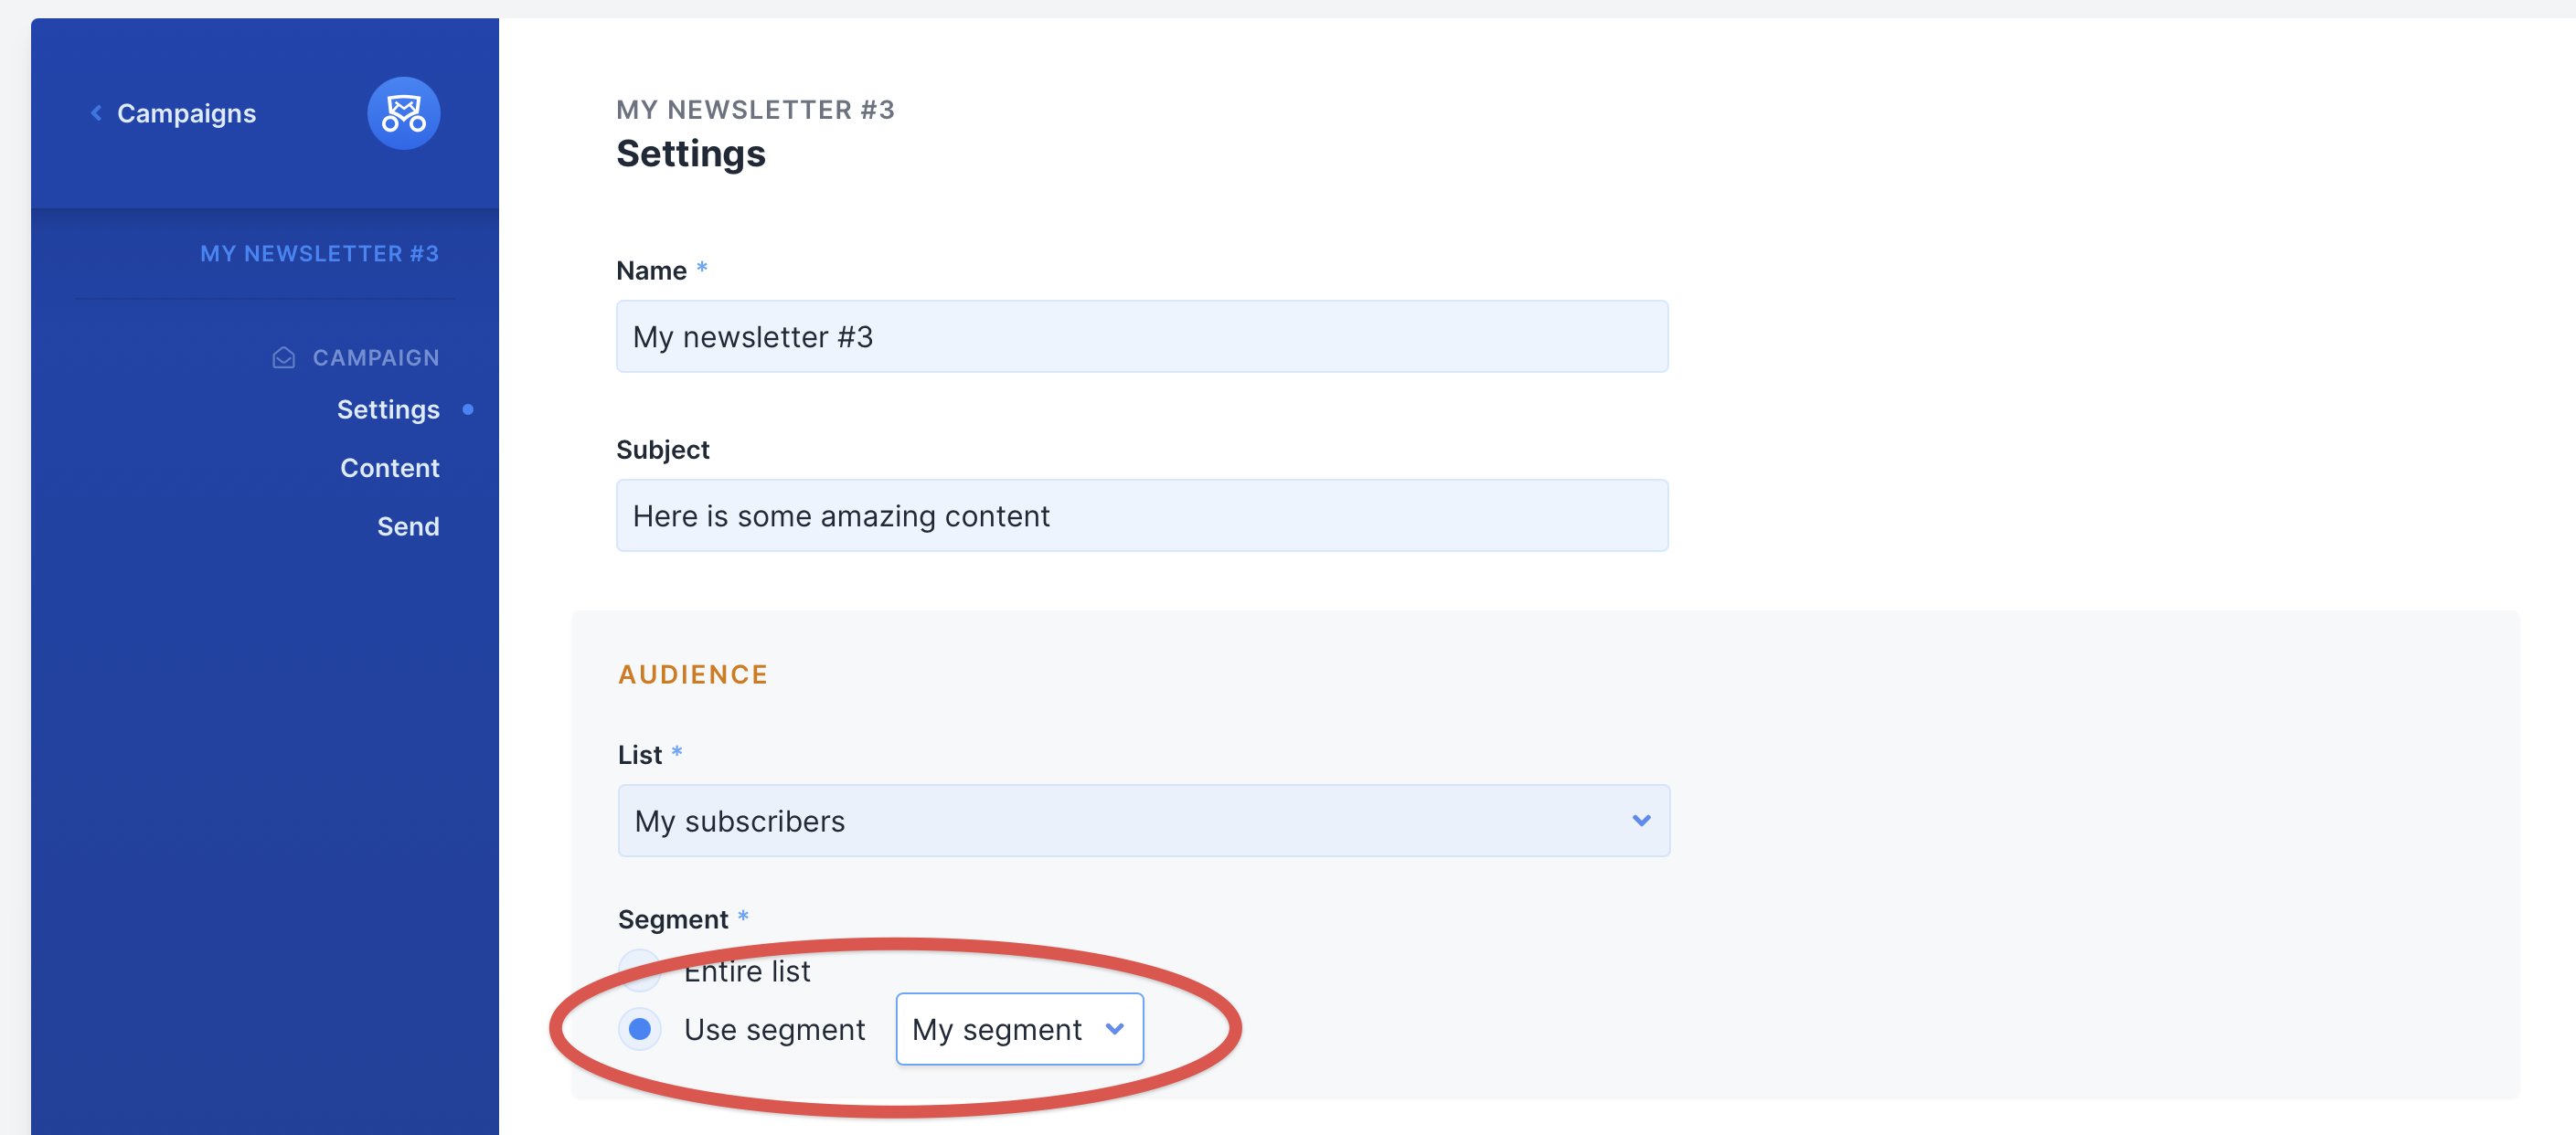 Campaigns
MY NEWSLETTER #3
CAMPAIGN
Settings
Content
Send
MY NEWSLETTER #3
Settings
Name *
My newsletter #3
Subject
Here is some amazing content
AUDIENCE
List *
My subscribers
Segment *
Entire list
Use segment My segment